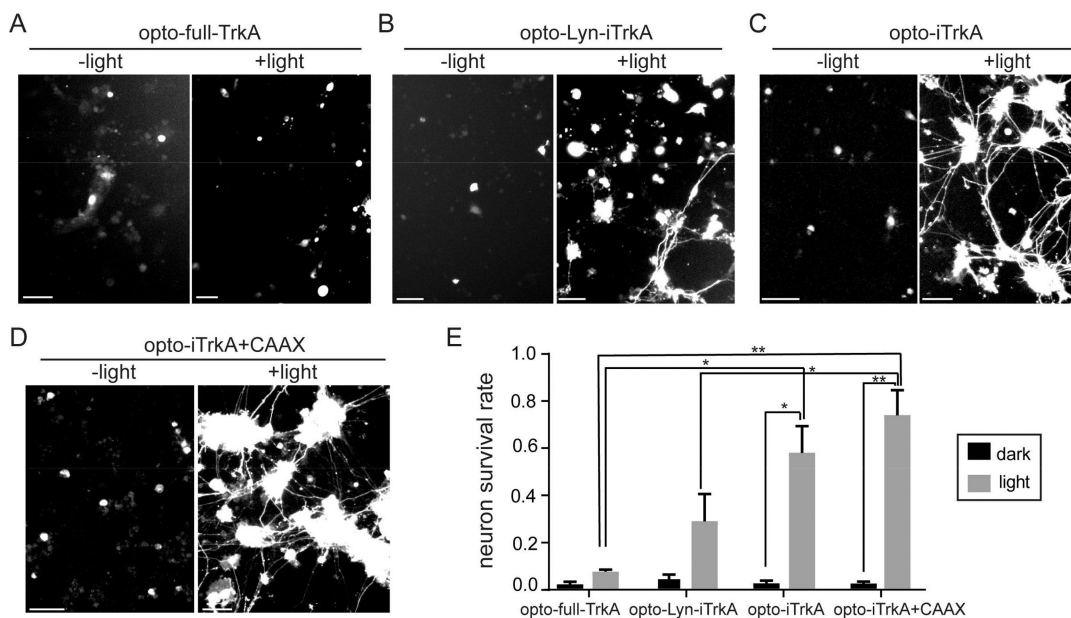 A
opto-full-TrkA
-light +light
B
opto-Lyn-iTrkA
-light +light
C
opto-iTrkA
-light +light
D
opto-iTrkA+CAAX
-light +light
E
neuron survival rate
1.0
0.8
0.6
0.4
0.2
0.0
**
*
*
*
**
opto-full-TrkA opto-Lyn-iTrkA opto-iTrkA opto-iTrkA+CAAX
dark
light